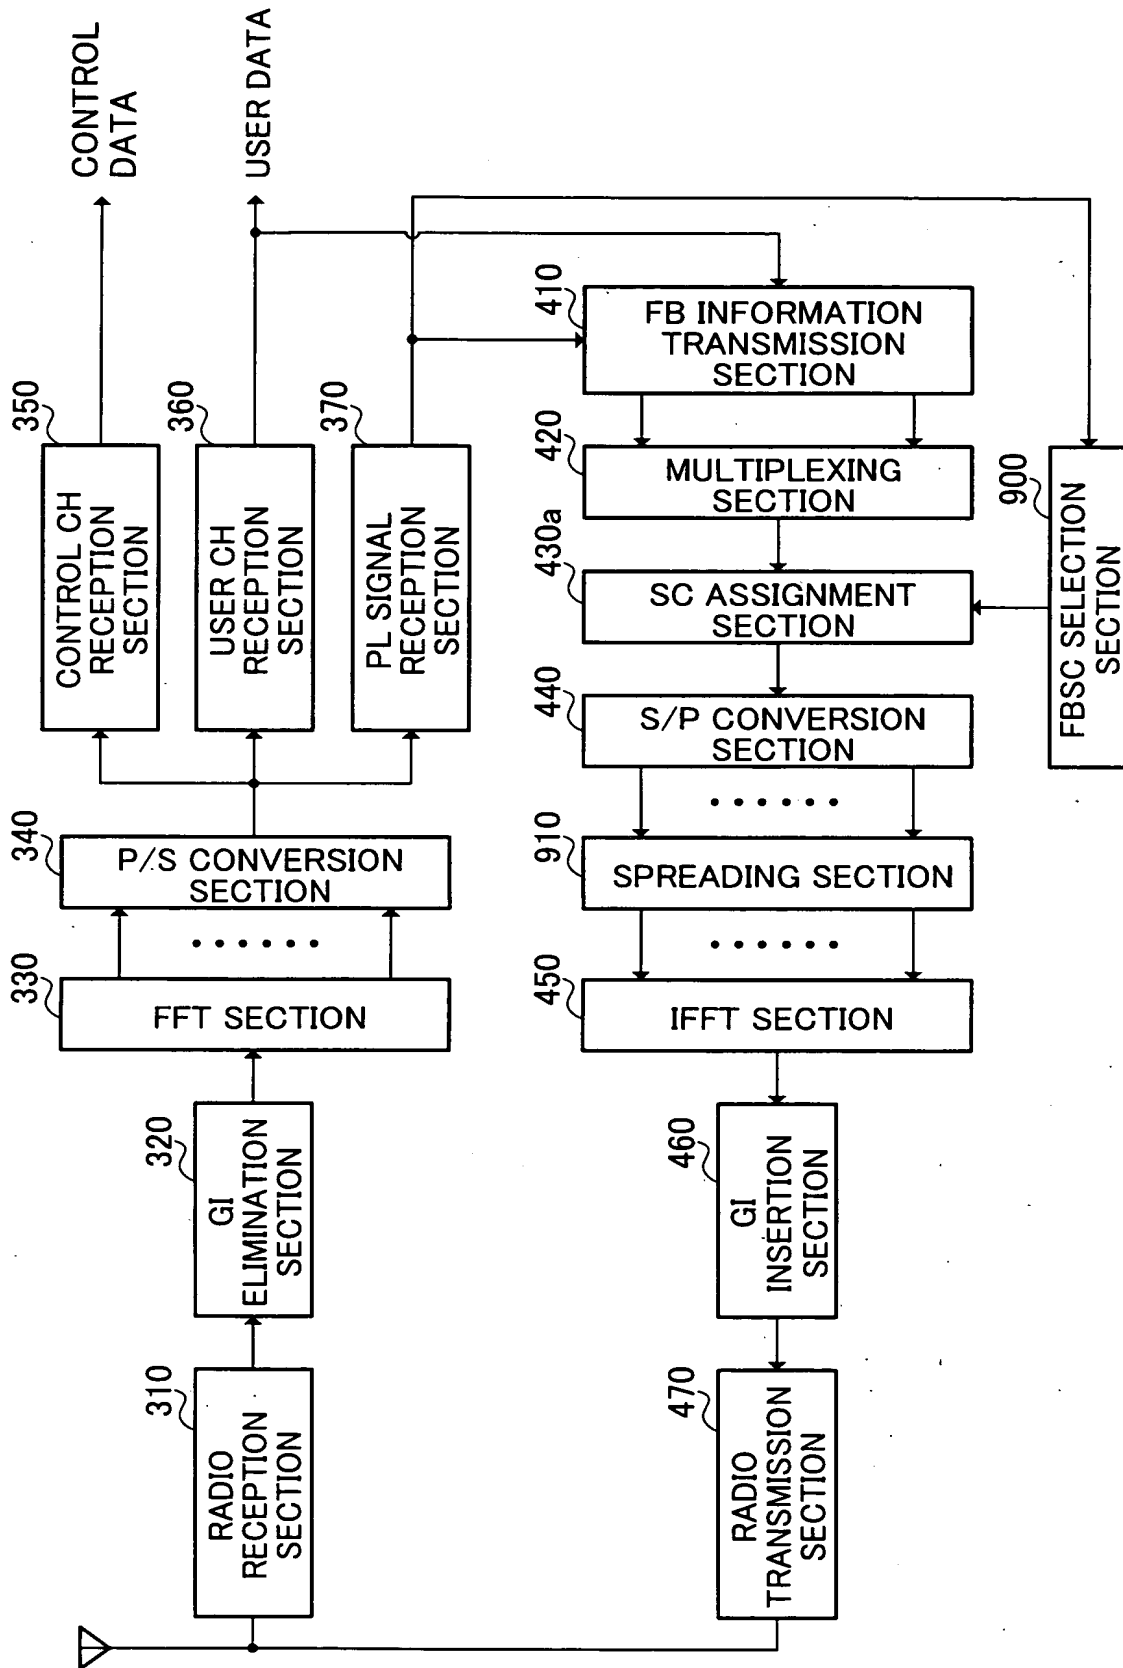 CONTROL
DATA
USER DATA
350
CONTROL CH
RECEPTION
SECTION
360
USER CH
RECEPTION
SECTION
370
PL SIGNAL
RECEPTION
SECTION
340
P/S CONVERSION
SECTION
330
FFT SECTION
320
GI
ELIMINATION
SECTION
310
RADIO
RECEPTION
SECTION
410
FB INFORMATION
TRANSMISSION
SECTION
420
MULTIPLEXING
SECTION
430a
SC ASSIGNMENT
SECTION
900
FBSC SELECTION
SECTION
440
S/P CONVERSION
SECTION
910
SPREADING SECTION
450
IFFT SECTION
460
GI
INSERTION
SECTION
470
RADIO
TRANSMISSION
SECTION